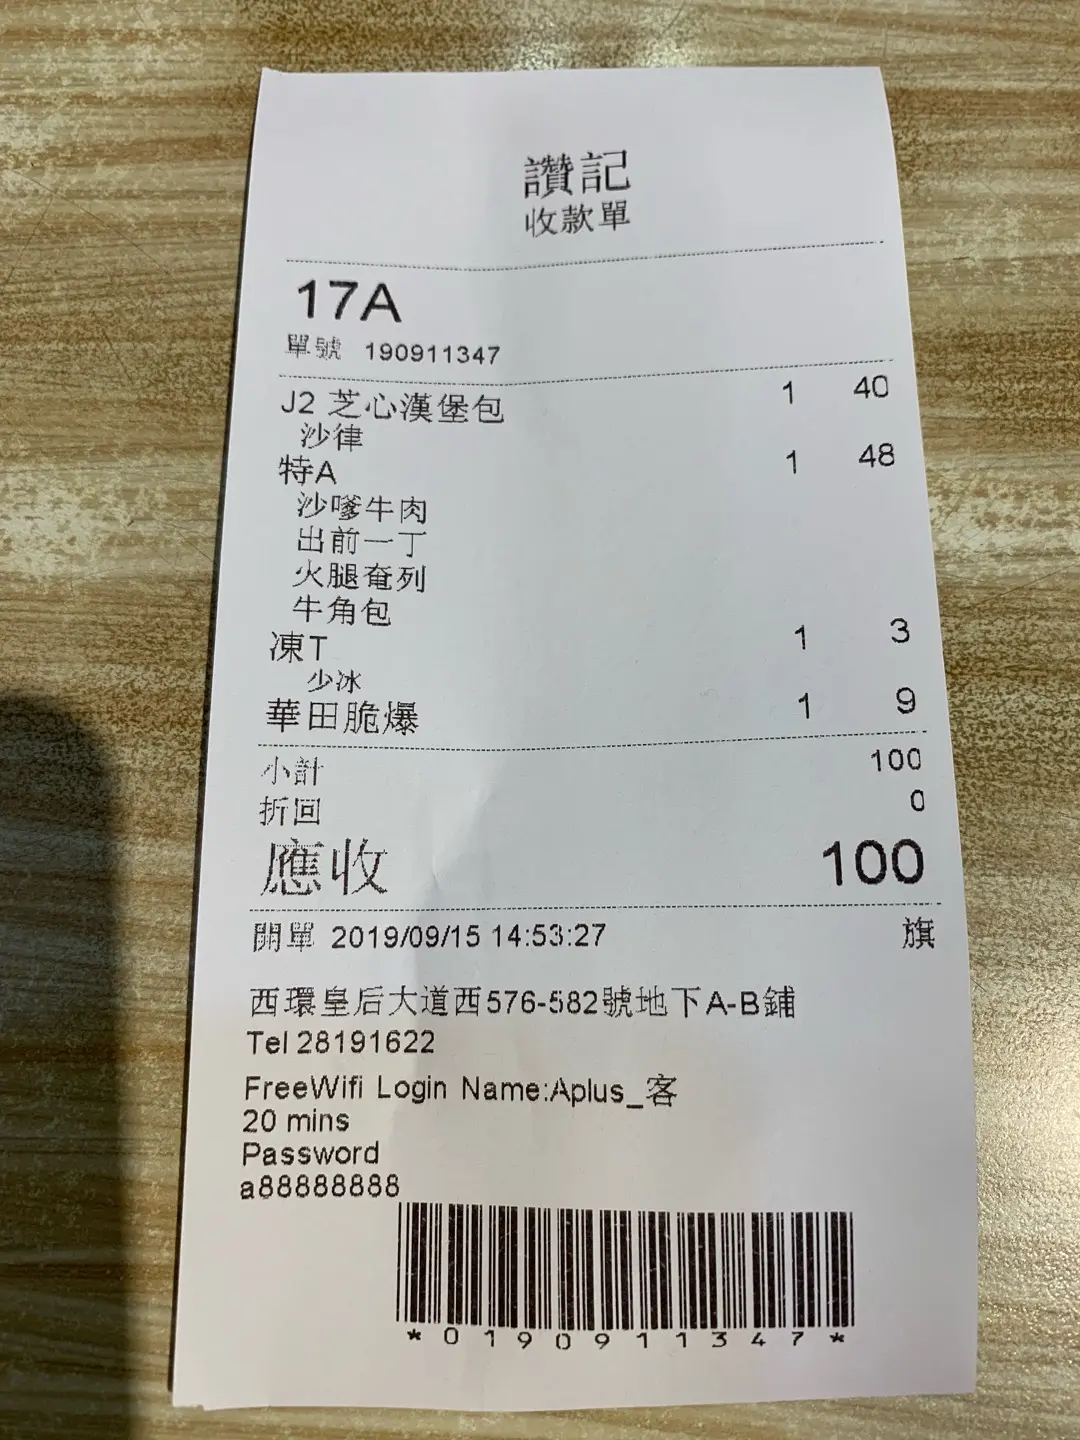 讚記
收款單
17A
單號 190911347
J2 芝心漢堡包 1 40
沙律
特A 1 48
沙嗲牛肉
出前一丁
火腿奄列
牛角包
凍T 1 3
少冰
華田脆爆 1 9
小計 100
折回 0
應收 100
開單 2019/09/15 14:53:27 旗
西環皇后大道西576-582號地下A-B鋪
Tel 28191622
FreeWifi Login Name:Aplus_客
20 mins
Password
a88888888
*0190911347*